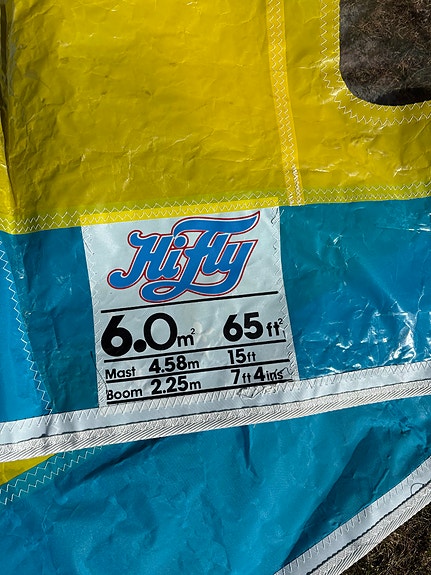 HiFly
6.0m² 65ft²
Mast 4.58m 15ft
Boom 2.25m 7ft 4ins